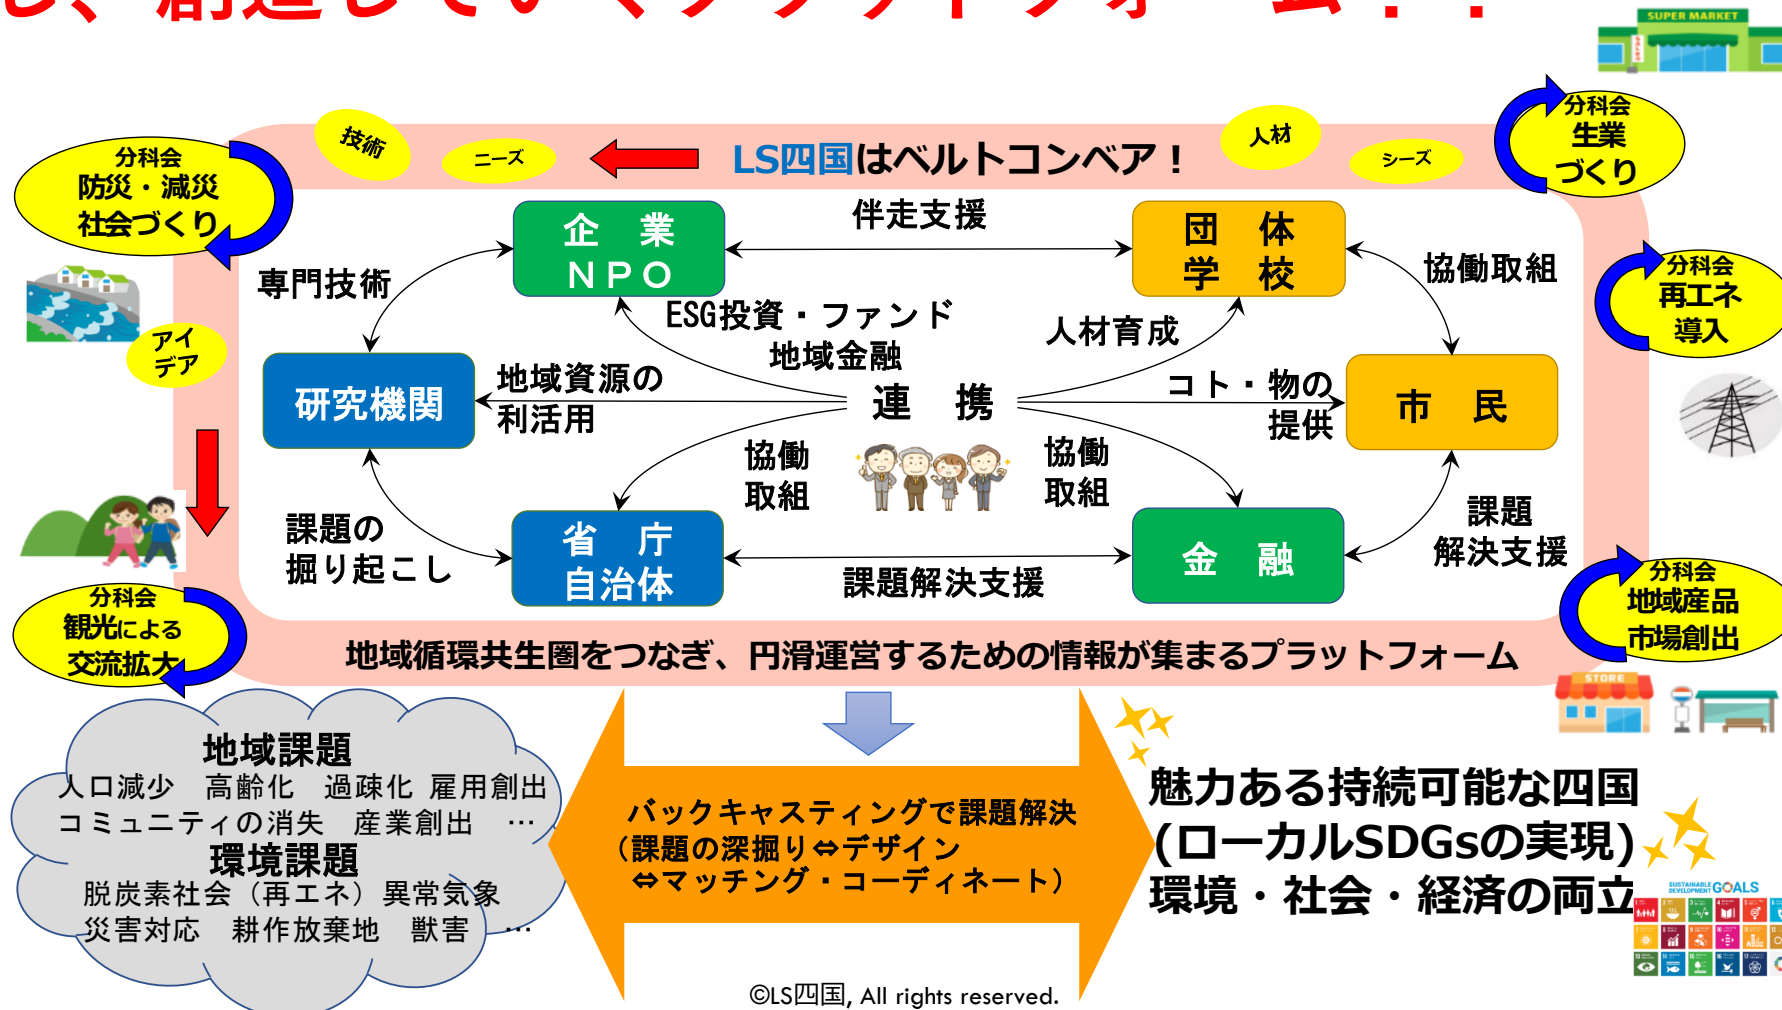 し、創造していくプラットフォーム！！
SUPER MARKET
技術
ニーズ
LS四国はベルトコンベア！
人材
シーズ
分科会
生業
づくり
分科会
防災・減災
社会づくり
企　業
ＮＰＯ
伴走支援
団　体
学　校
専門技術
協働取組
分科会
再エネ
導入
アイ
デア
ESG投資・ファンド
地域金融
人材育成
研究機関
地域資源の
利活用
連　携
コト・物の
提供
市　民
協働
取組
協働
取組
課題の
掘り起こし
省　庁
自治体
課題解決支援
金　融
課題
解決支援
分科会
観光による
交流拡大
分科会
地域産品
市場創出
地域循環共生圏をつなぎ、円滑運営するための情報が集まるプラットフォーム
STORE
地域課題
人口減少　高齢化　過疎化 雇用創出
コミュニティの消失　産業創出　…
環境課題
脱炭素社会（再エネ）異常気象
災害対応　耕作放棄地　獣害　…
バックキャスティングで課題解決
（課題の深掘り⇔デザイン
⇔マッチング・コーディネート）
魅力ある持続可能な四国
(ローカルSDGsの実現)
環境・社会・経済の両立
SUSTAINABLE
DEVELOPMENT GOALS
©LS四国, All rights reserved.